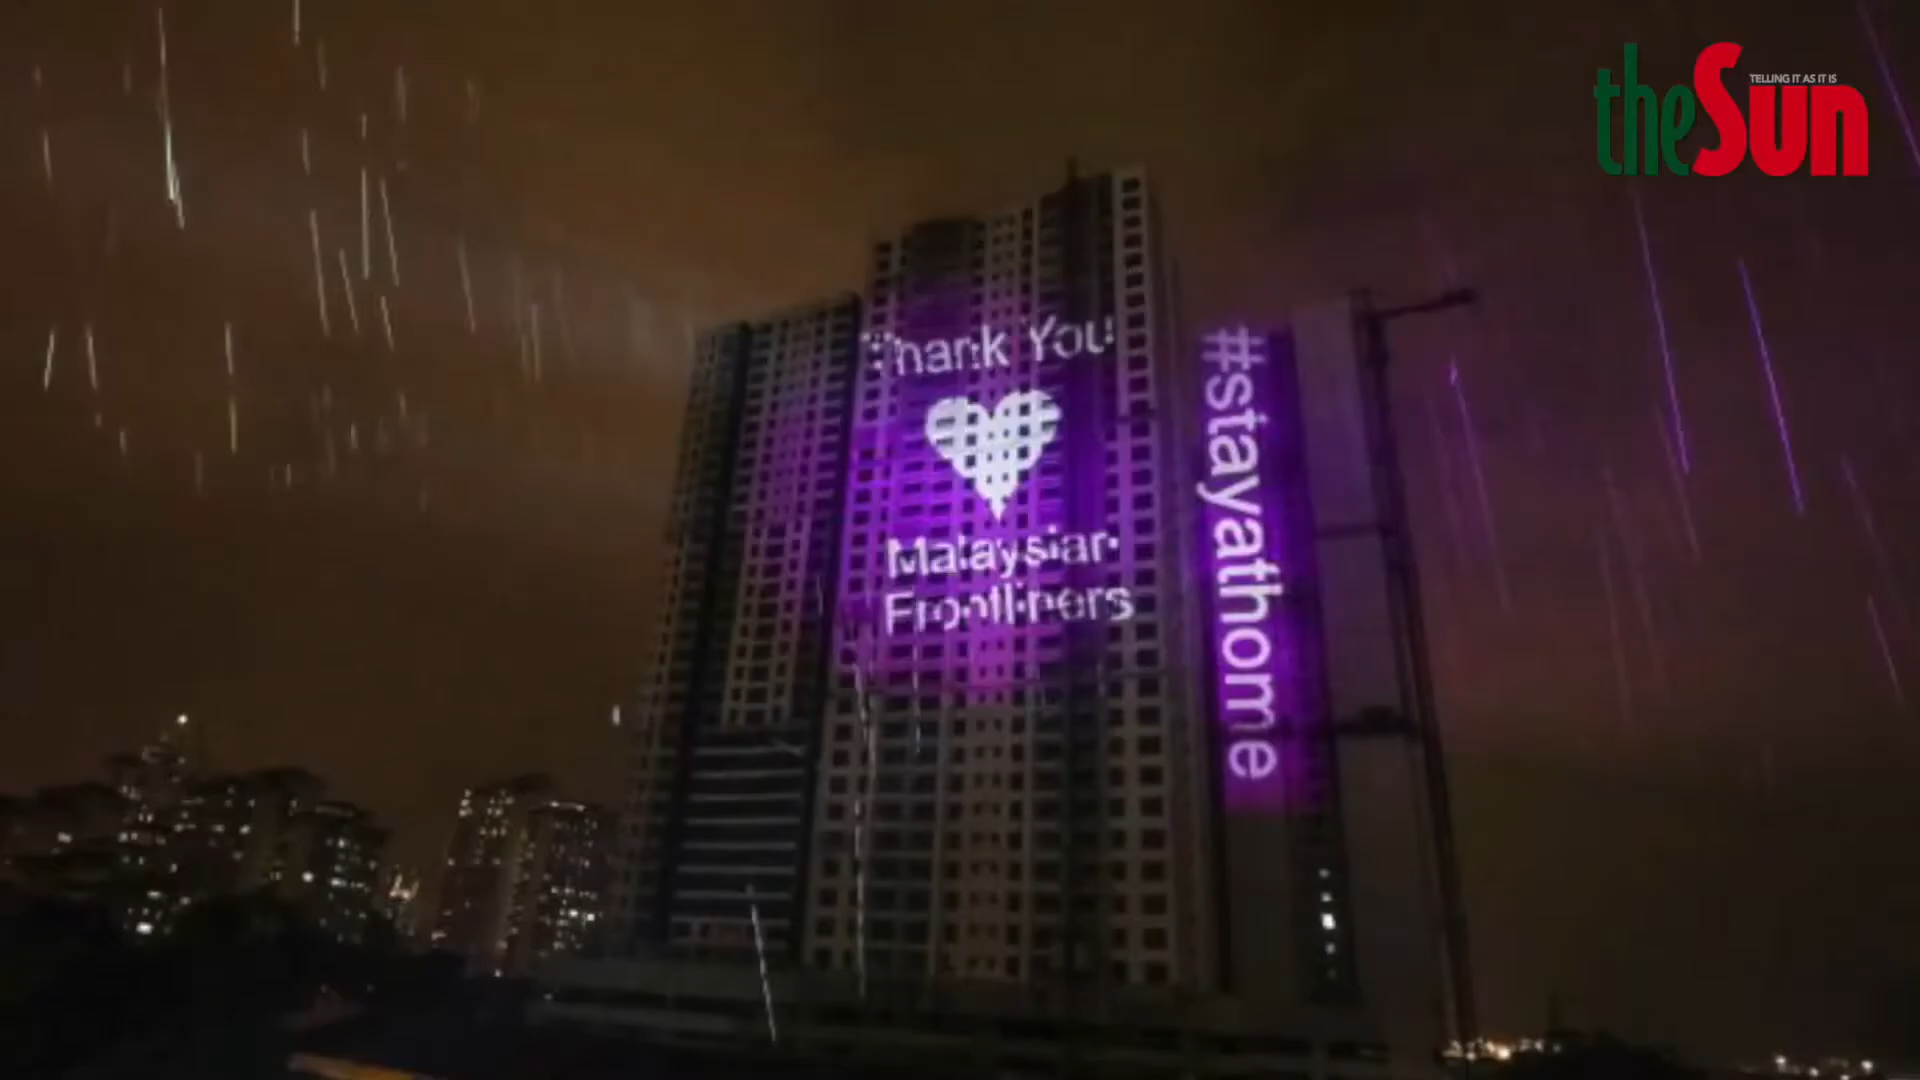 Thank You
Malaysian
Frontliners
#stayathome
TELLING IT AS IT IS
theSun